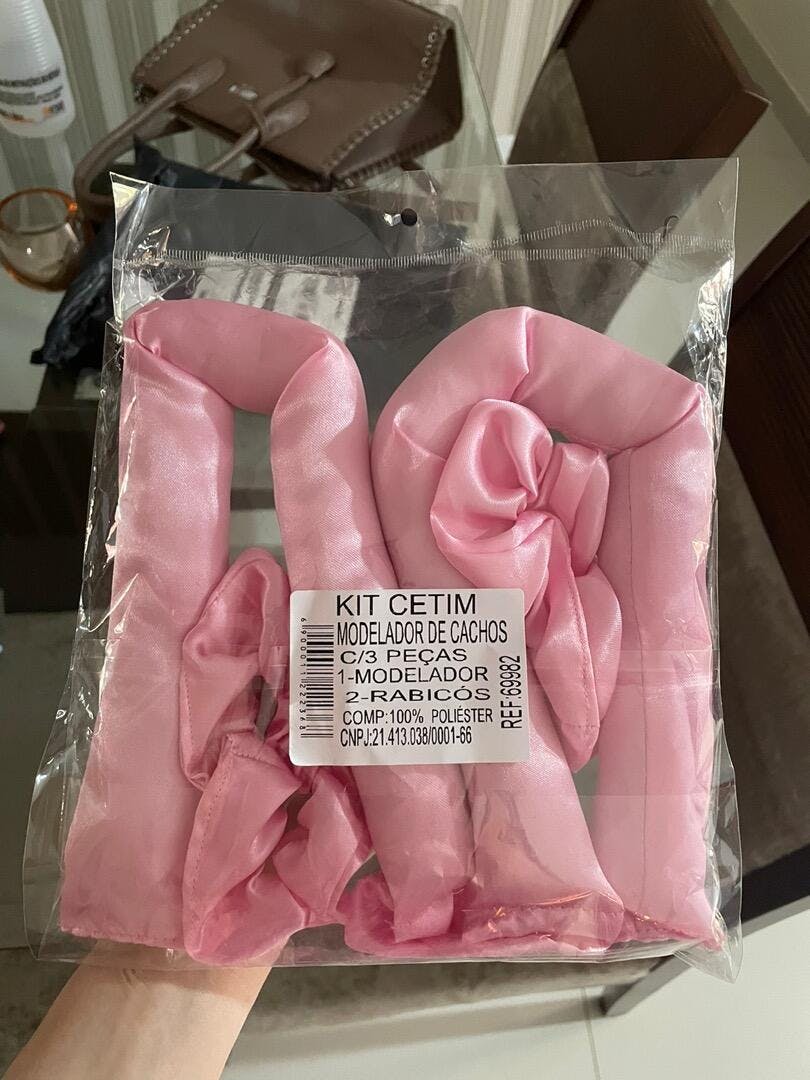 KIT CETIM
MODELADOR DE CACHOS
C/3 PEÇAS
1-MODELADOR
2-RABICÓS
COMP:100% POLIÉSTER
CNPJ:21.413.038/0001-66
REF:69982
6900011222368